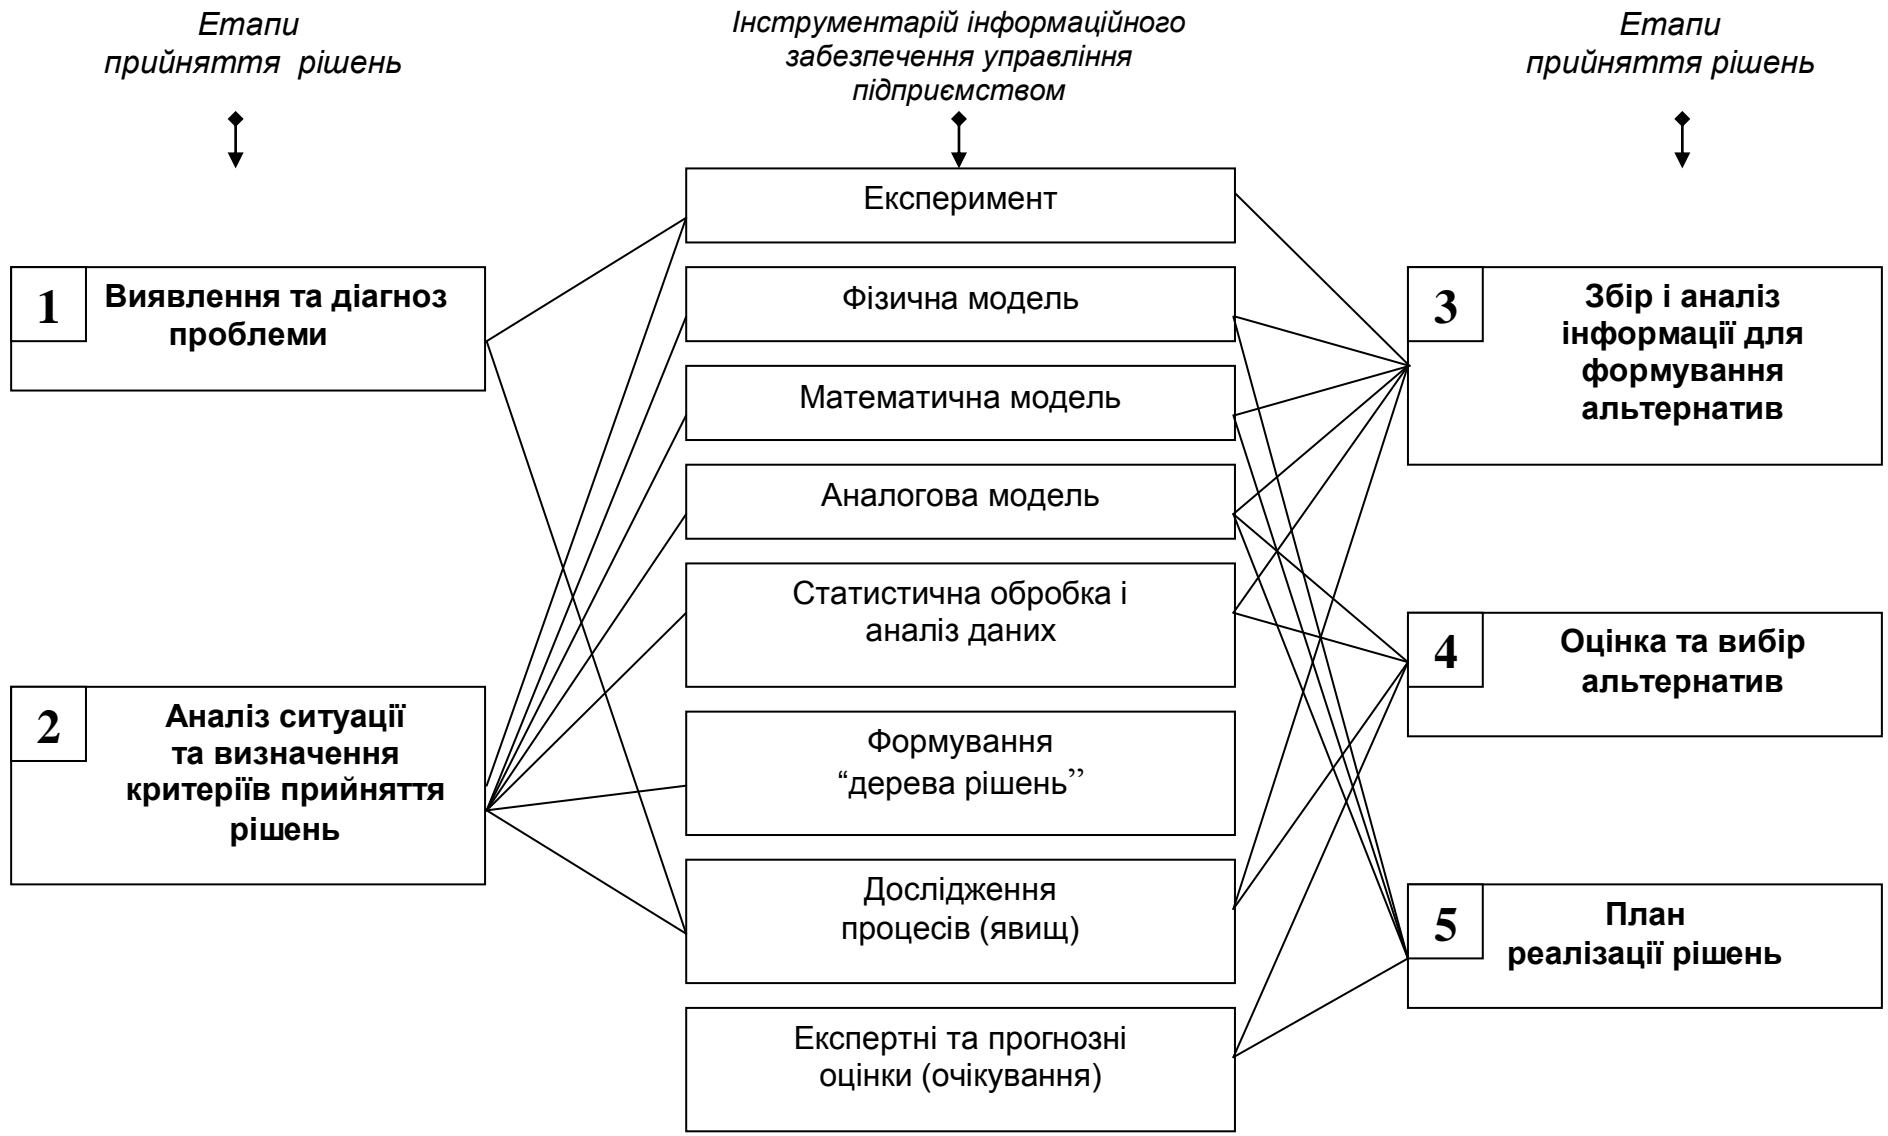 Етапи
прийняття рішень
Інструментарій інформаційного
забезпечення управління
підприємством
Етапи
прийняття рішень
1
Виявлення та діагноз
проблеми
2
Аналіз ситуації
та визначення
критеріїв прийняття
рішень
Експеримент
Фізична модель
Математична модель
Аналогова модель
Статистична обробка і
аналіз даних
Формування
“дерева рішень”
Дослідження
процесів (явищ)
Експертні та прогнозні
оцінки (очікування)
3
Збір і аналіз
інформації для
формування
альтернатив
4
Оцінка та вибір
альтернатив
5
План
реалізації рішень